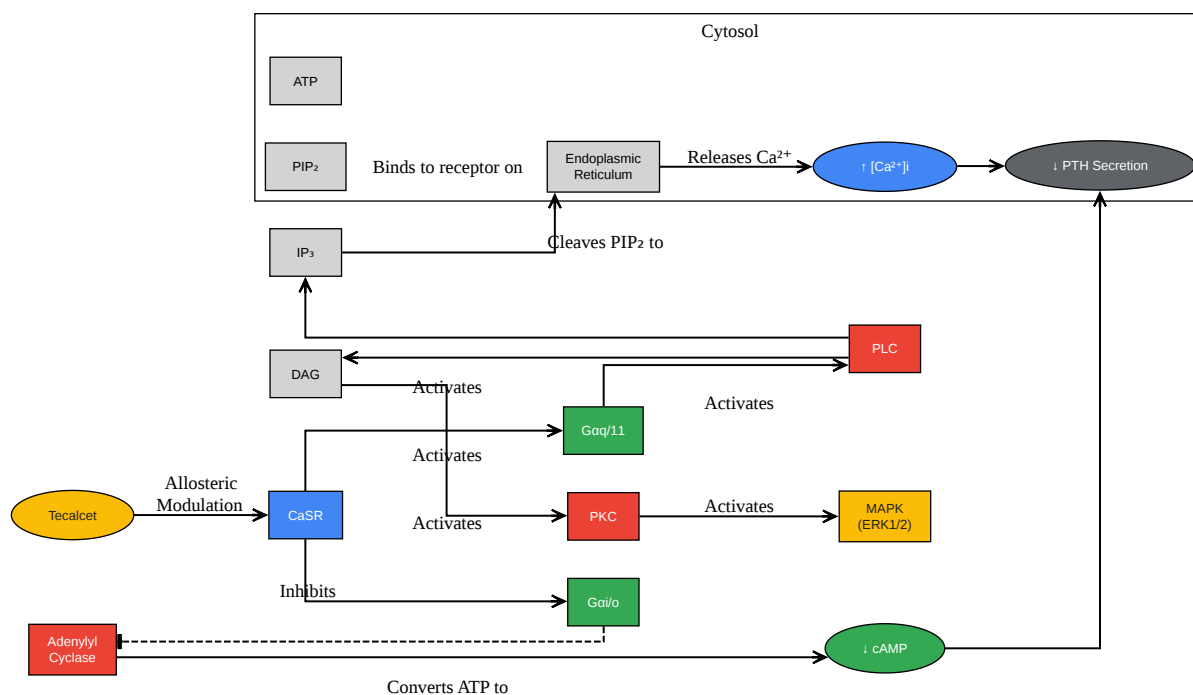 Cytosol
ATP
PIP₂
Binds to receptor on
Endoplasmic
Reticulum
Releases Ca²⁺
↑ [Ca²⁺]i
↓ PTH Secretion
IP₃
Cleaves PIP₂ to
PLC
DAG
Activates
Activates
Gαq/11
Activates
Allosteric
Modulation
Tecalcet
CaSR
Activates
PKC
Activates
MAPK
(ERK1/2)
Inhibits
Gαi/o
Adenylyl
Cyclase
↓ cAMP
Converts ATP to